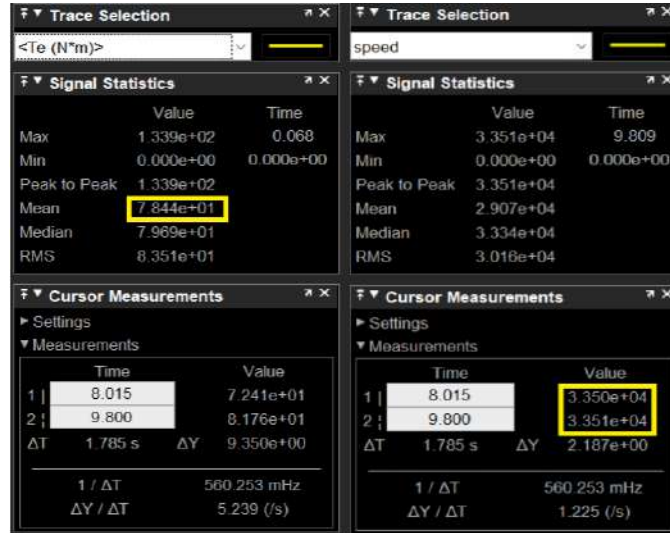 Trace Selection
<Te (N*m)>
Signal Statistics
Value Time
Max 1.339e+02 0.068
Min 0.000e+00 0.000e+00
Peak to Peak 1.339e+02
Mean 7.844e+01
Median 7.969e+01
RMS 8.351e+01
Cursor Measurements
Settings
Measurements
Time Value
1 | 8.015 7.241e+01
2 ¦ 9.800 8.176e+01
ΔT 1.785 s ΔY 9.350e+00
1 / ΔT 560.253 mHz
ΔY / ΔT 5.239 (/s)
Trace Selection
speed
Signal Statistics
Value Time
Max 3.351e+04 9.809
Min 0.000e+00 0.000e+00
Peak to Peak 3.351e+04
Mean 2.907e+04
Median 3.334e+04
RMS 3.016e+04
Cursor Measurements
Settings
Measurements
Time Value
1 | 8.015 3.350e+04
2 ¦ 9.800 3.351e+04
ΔT 1.785 s ΔY 2.187e+00
1 / ΔT 560.253 mHz
ΔY / ΔT 1.225 (/s)